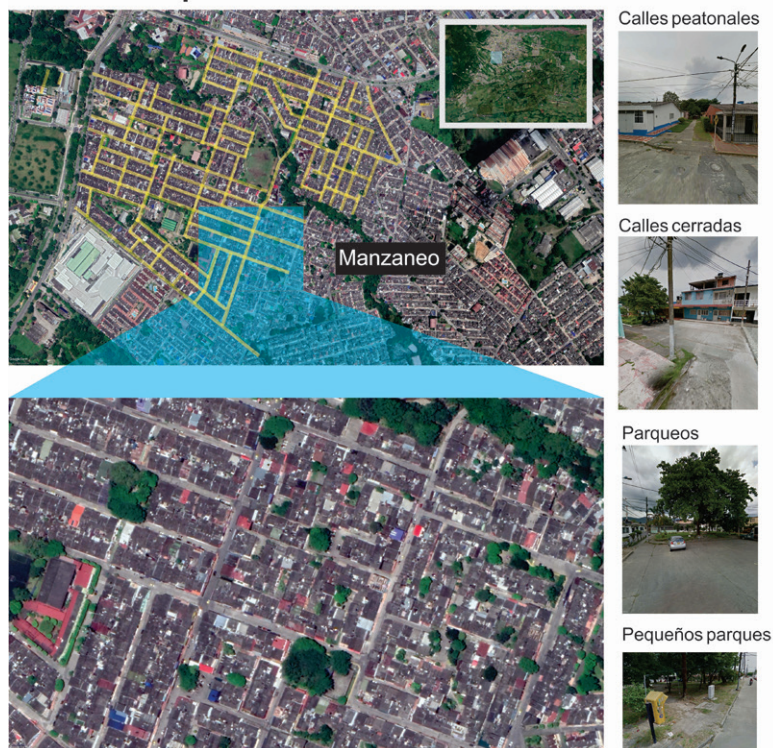 Calles peatonales
Manzaneo
Calles cerradas
Parqueos
Pequeños parques